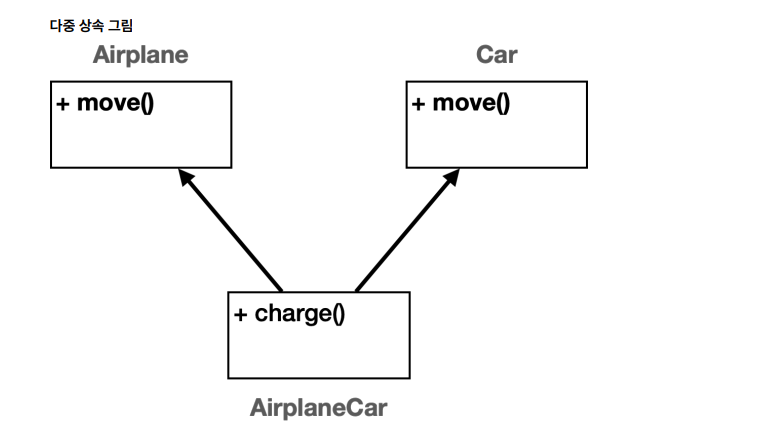 다중 상속 그림
Airplane
Car
+ move()
+ move()
+ charge()
AirplaneCar